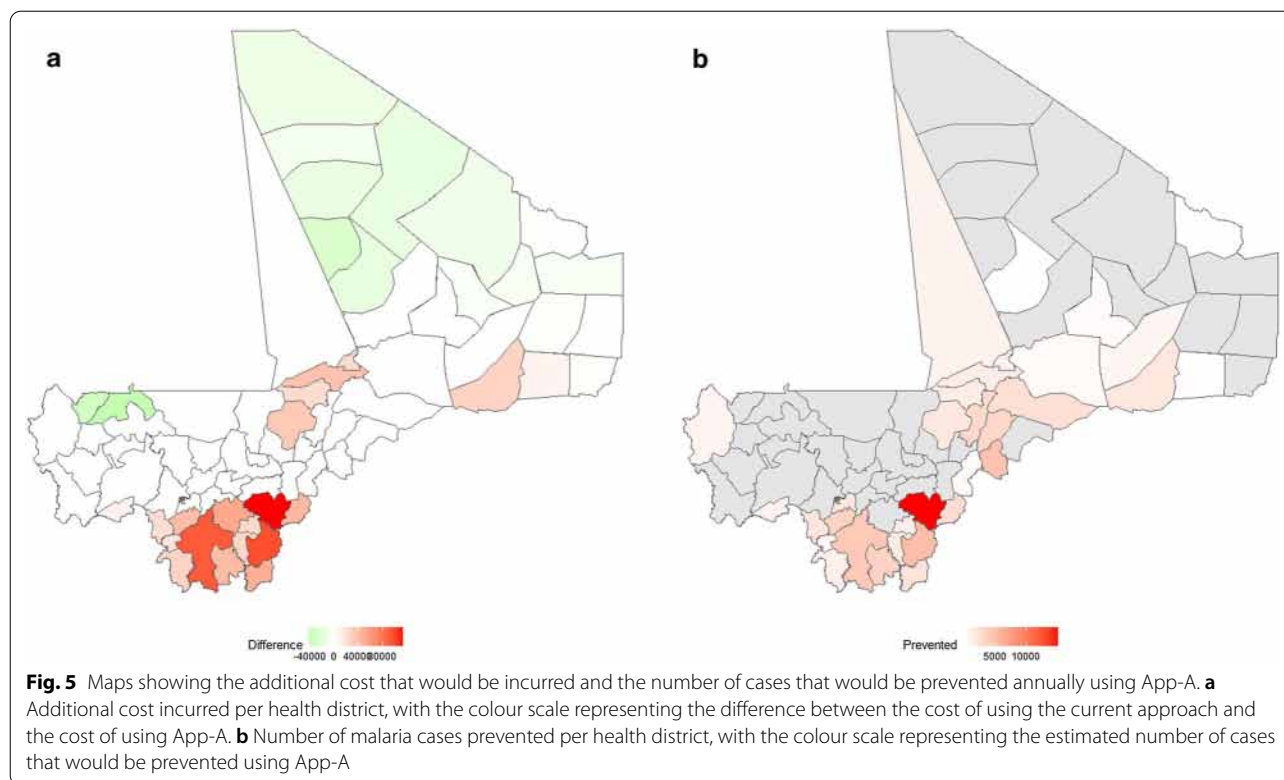 a
b
Difference
-40000 0 40000 80000
Prevented
5000 10000
Fig. 5 Maps showing the additional cost that would be incurred and the number of cases that would be prevented annually using App-A. a
Additional cost incurred per health district, with the colour scale representing the difference between the cost of using the current approach and
the cost of using App-A. b Number of malaria cases prevented per health district, with the colour scale representing the estimated number of cases
that would be prevented using App-A